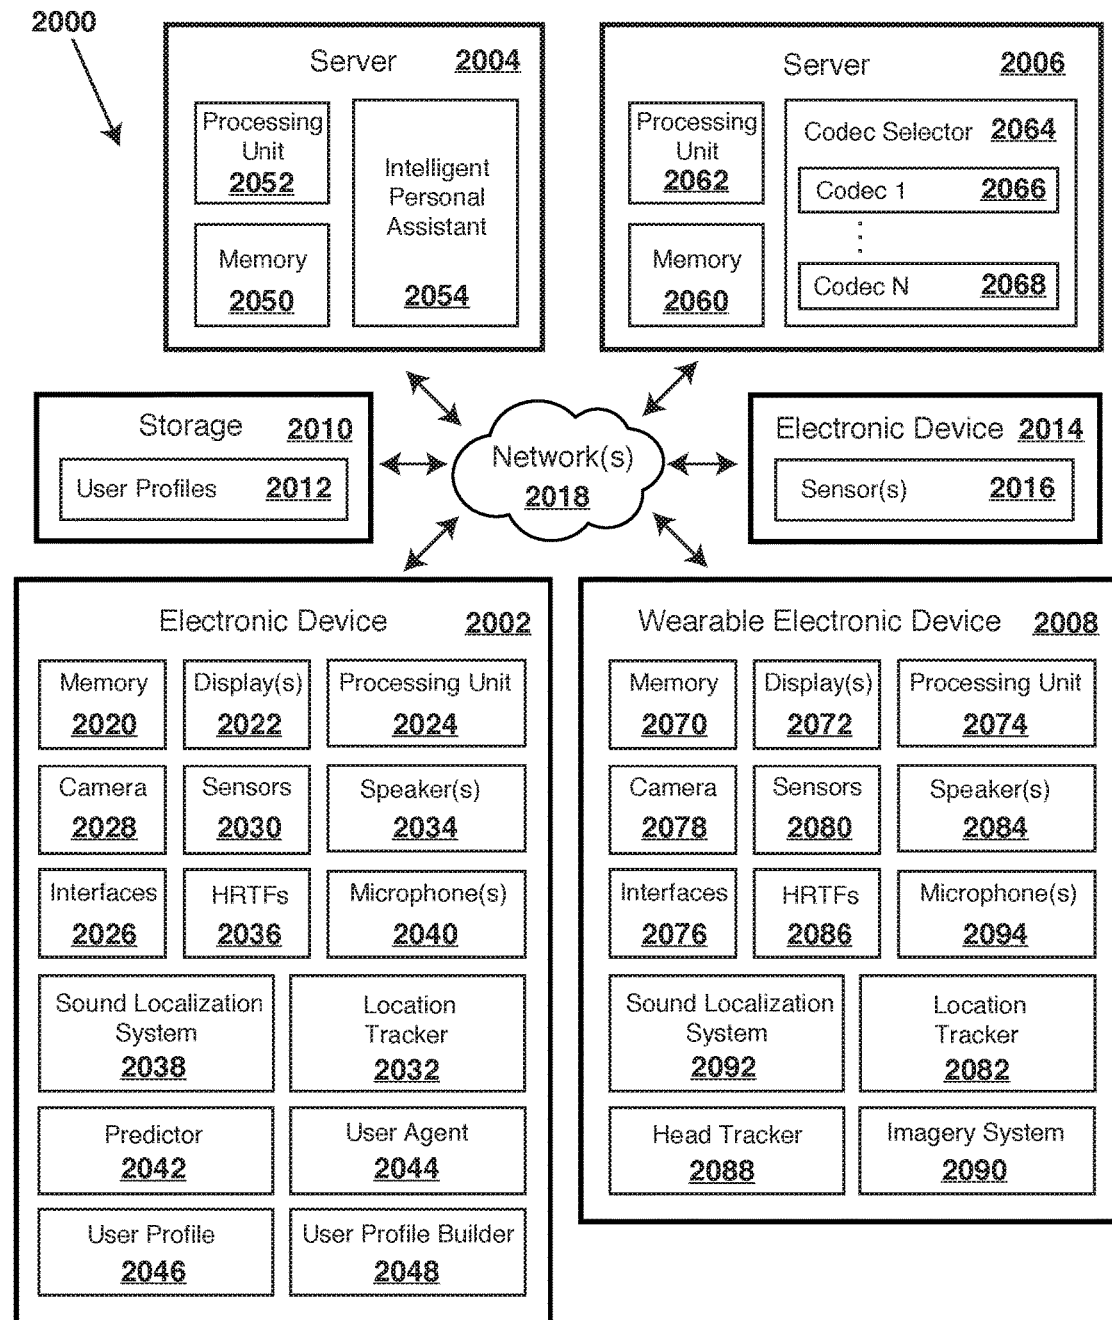 2000
Server 2004
Processing
Unit
2052
Memory
2050
Intelligent
Personal
Assistant
2054
Server 2006
Processing
Unit
2062
Memory
2060
Codec Selector 2064
Codec 1 2066
Codec N 2068
Storage 2010
User Profiles 2012
Network(s)
2018
Electronic Device 2014
Sensor(s) 2016
Electronic Device 2002
Memory
2020
Display(s)
2022
Processing Unit
2024
Camera
2028
Sensors
2030
Speaker(s)
2034
Interfaces
2026
HRTFs
2036
Microphone(s)
2040
Sound Localization
System
2038
Location
Tracker
2032
Predictor
2042
User Agent
2044
User Profile
2046
User Profile Builder
2048
Wearable Electronic Device 2008
Memory
2070
Display(s)
2072
Processing Unit
2074
Camera
2078
Sensors
2080
Speaker(s)
2084
Interfaces
2076
HRTFs
2086
Microphone(s)
2094
Sound Localization
System
2092
Location
Tracker
2082
Head Tracker
2088
Imagery System
2090